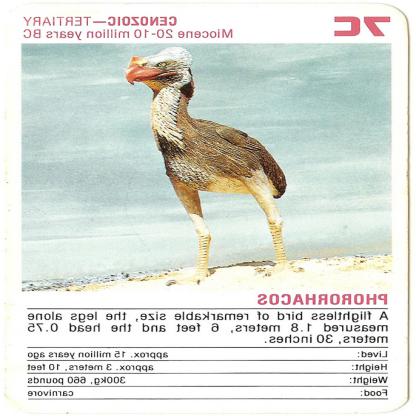 7C
CENOZOIC—TERTIARY
Miocene 20-10 million years BC
PHORORHACOS
A flightless bird of remarkable size, the legs alone
measured 1.8 meters, 6 feet and the head 0.75
meters, 30 inches.
Lived: approx. 15 million years ago
Height: approx. 3 meters, 10 feet
Weight: 300kg, 660 pounds
Food: carnivore